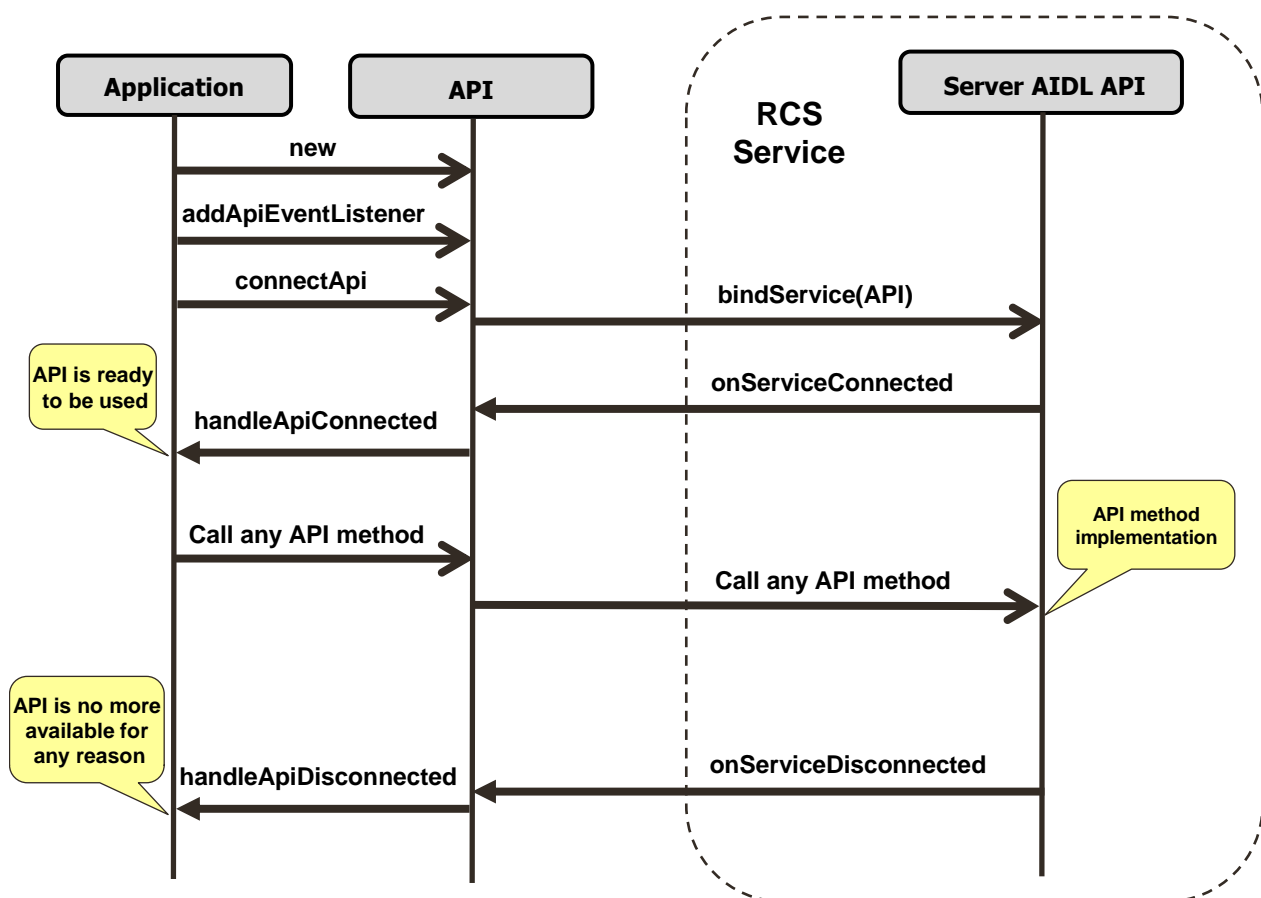 Application
API
Server AIDL API
RCS
Service
new
addApiEventListener
connectApi
bindService(API)
API is ready
to be used
onServiceConnected
handleApiConnected
Call any API method
API method
implementation
Call any API method
API is no more
available for
any reason
onServiceDisconnected
handleApiDisconnected